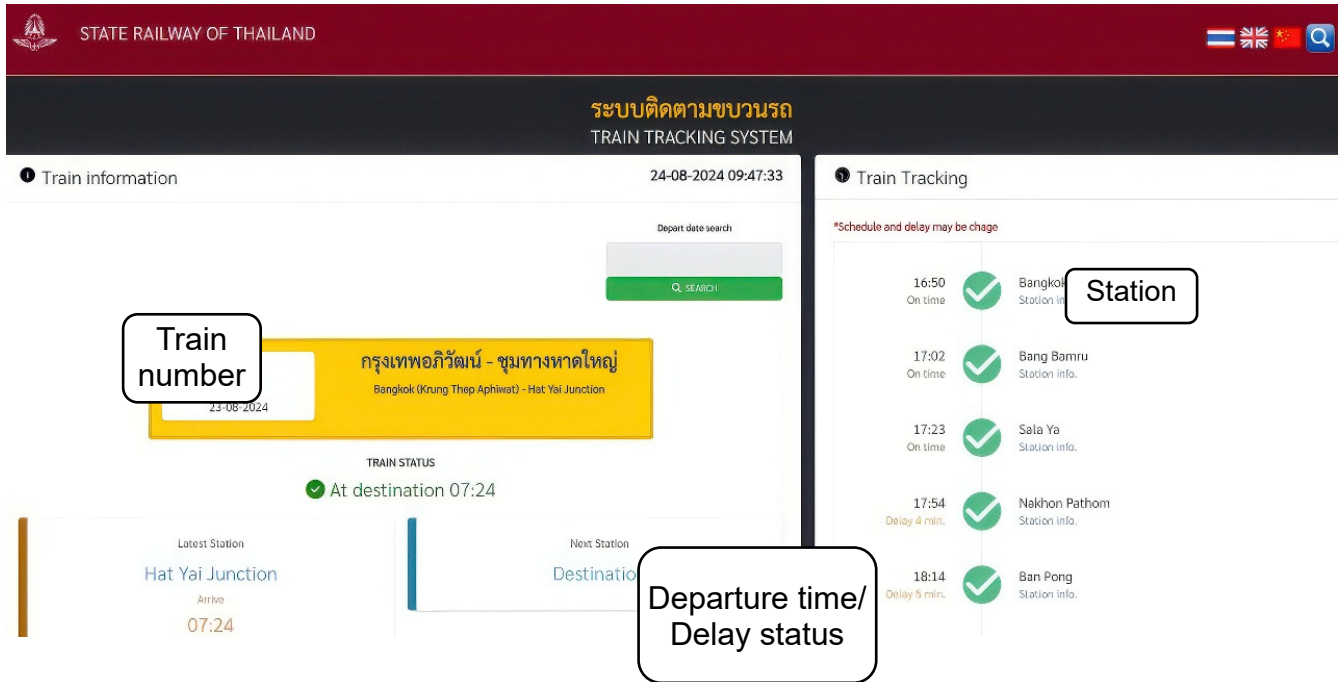 STATE RAILWAY OF THAILAND
ระบบติดตามขบวนรถ
TRAIN TRACKING SYSTEM
Train information
24-08-2024 09:47:33
Depart date search
SEARCH
Train
number
23-08-2024
กรุงเทพอภิวัฒน์ - ชุมทางหาดใหญ่
Bangkok (Krung Thep Aphiwat) - Hat Yai Junction
TRAIN STATUS
At destination 07:24
Latest Station
Hat Yai Junction
Arrive
07:24
Next Station
Departure time/
Delay status
Train Tracking
*Schedule and delay may be chage
16:50
On time
Station
17:02
On time
Bang Bamru
Station info.
17:23
On time
Sala Ya
Station info.
17:54
Delay 4 min.
Nakhon Pathom
Station info.
18:14
Delay 5 min.
Ban Pong
Station info.